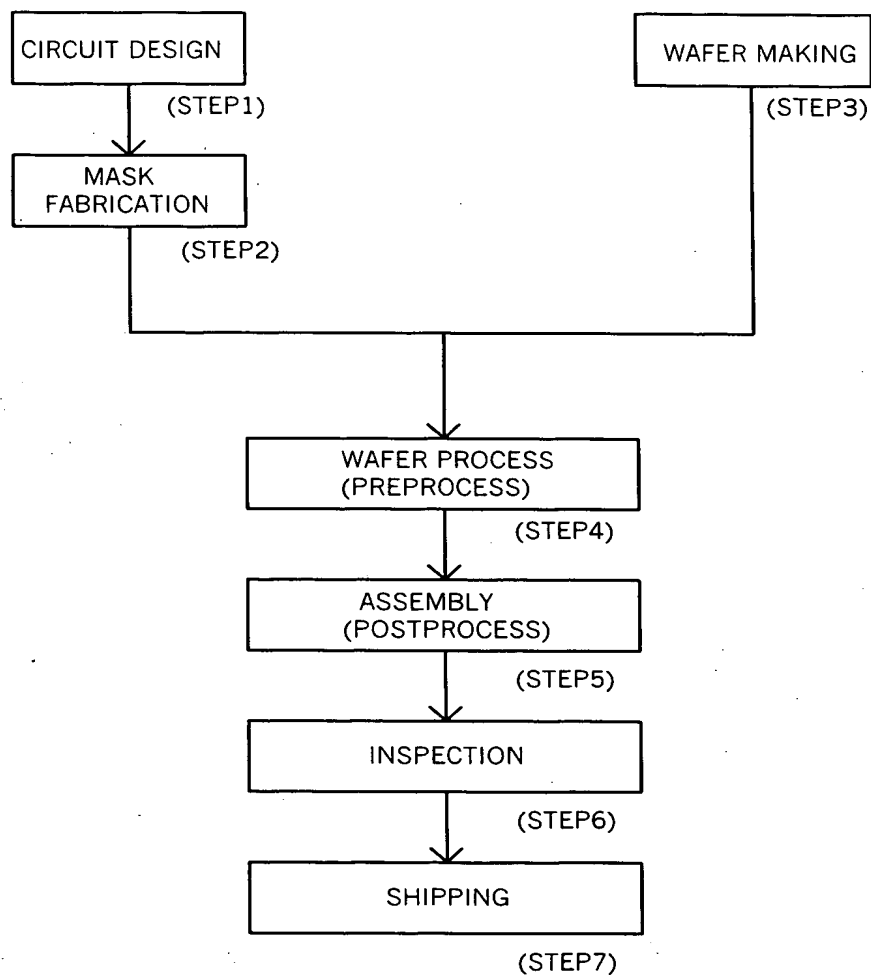 CIRCUIT DESIGN
(STEP1)
MASK
FABRICATION
(STEP2)
WAFER MAKING
(STEP3)
WAFER PROCESS
(PREPROCESS)
(STEP4)
ASSEMBLY
(POSTPROCESS)
(STEP5)
INSPECTION
(STEP6)
SHIPPING
(STEP7)